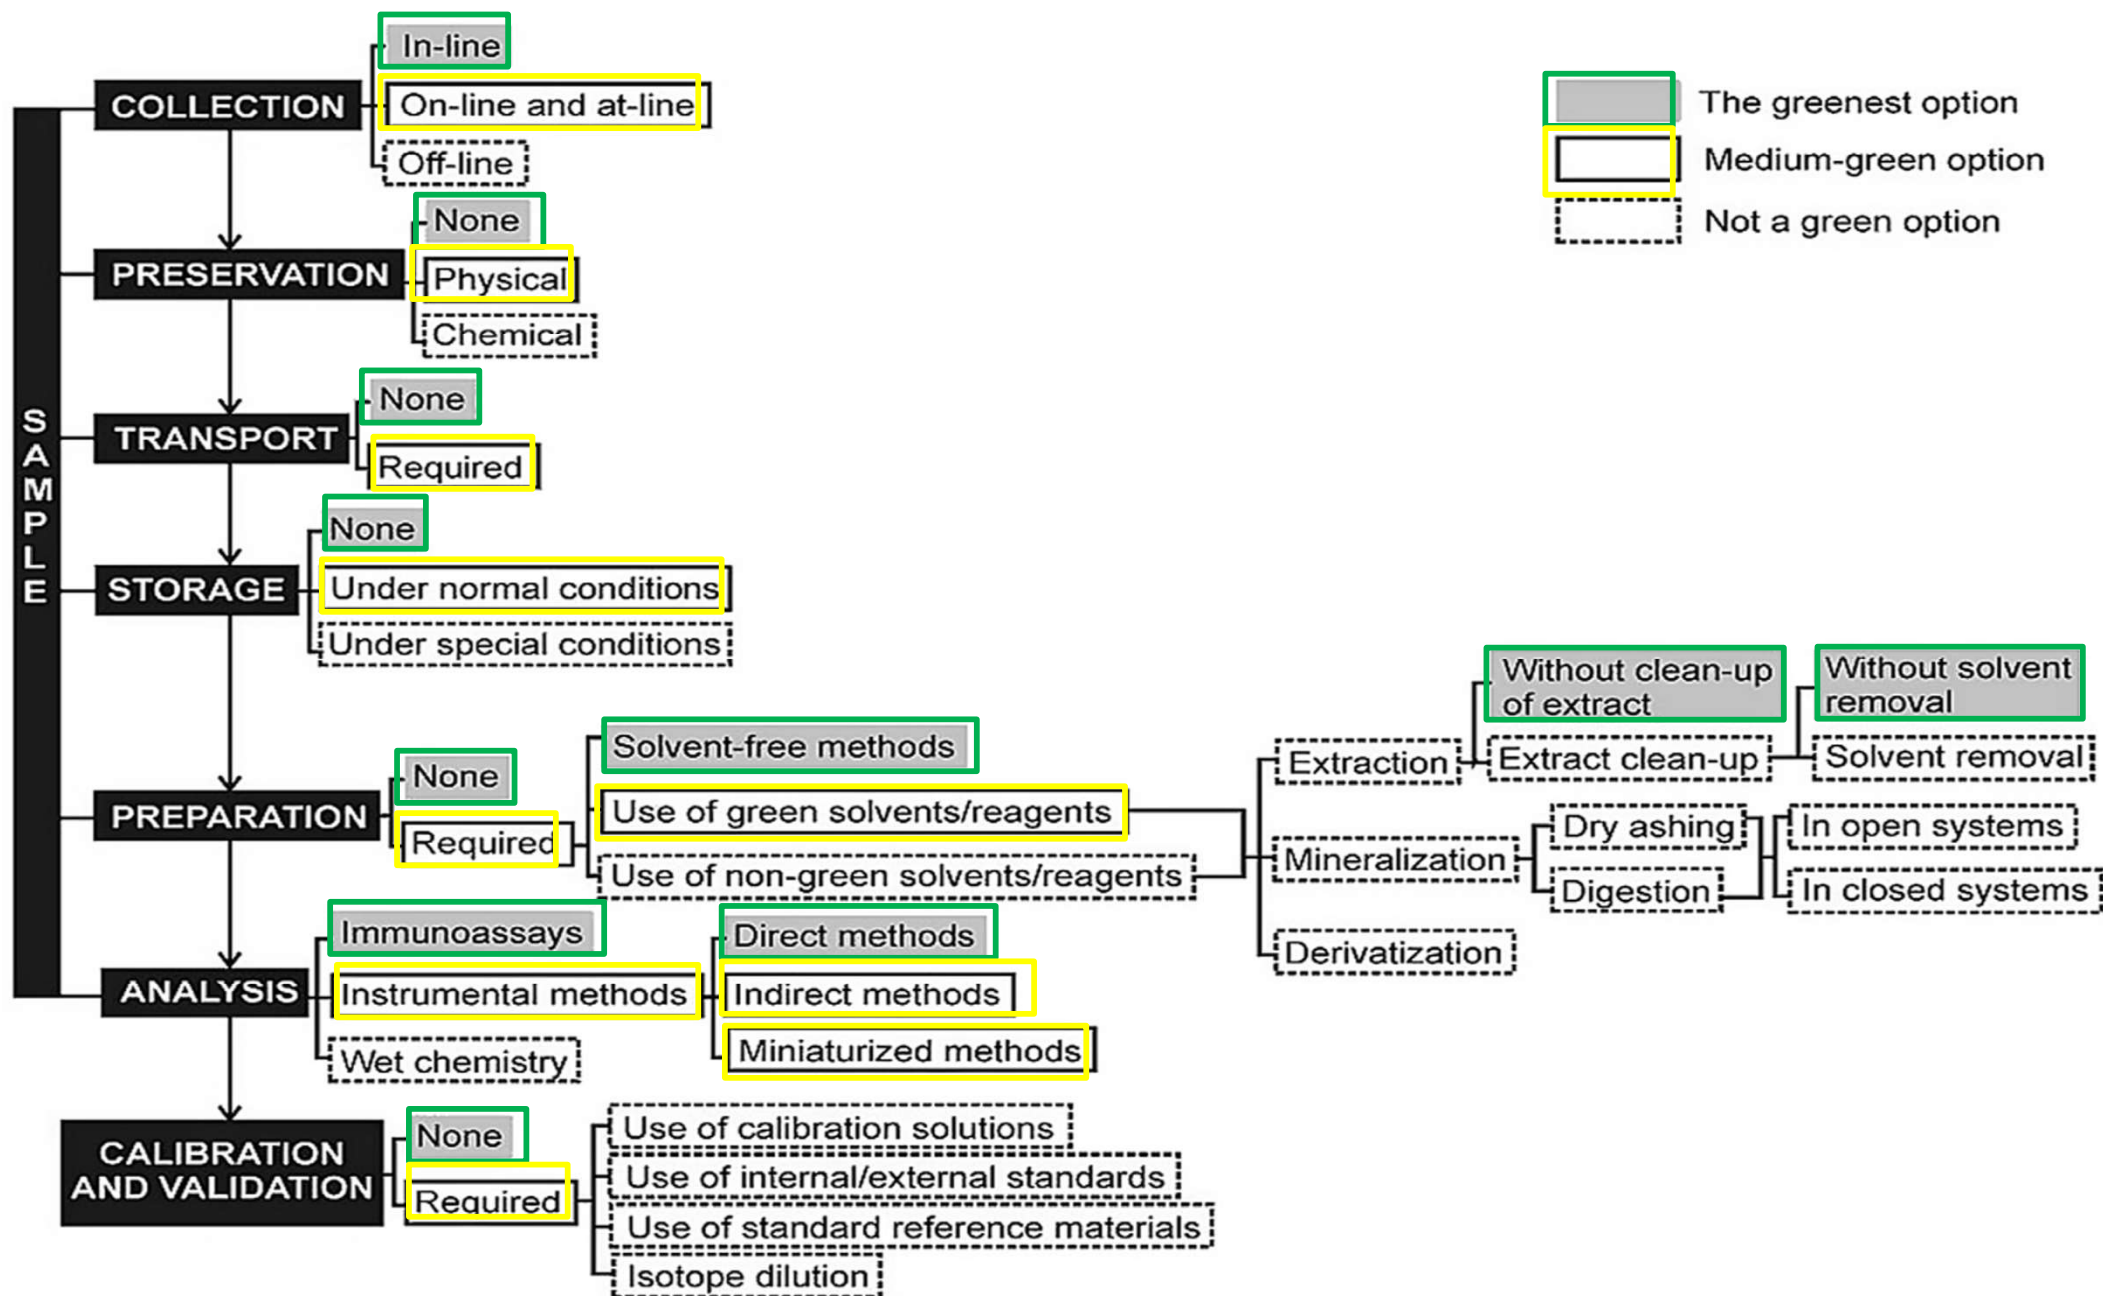 In-line
COLLECTION
On-line and at-line
Off-line
The greenest option
Medium-green option
Not a green option
None
PRESERVATION
Physical
Chemical
None
TRANSPORT
Required
SAMPLE
None
STORAGE
Under normal conditions
Under special conditions
None
PREPARATION
Required
Solvent-free methods
Use of green solvents/reagents
Use of non-green solvents/reagents
Extraction
Without clean-up
of extract
Extract clean-up
Without solvent
removal
Solvent removal
Mineralization
Dry ashing
Digestion
In open systems
In closed systems
Derivatization
Immunoassays
ANALYSIS
Instrumental methods
Wet chemistry
Direct methods
Indirect methods
Miniaturized methods
CALIBRATION
AND VALIDATION
None
Required
Use of calibration solutions
Use of internal/external standards
Use of standard reference materials
Isotope dilution